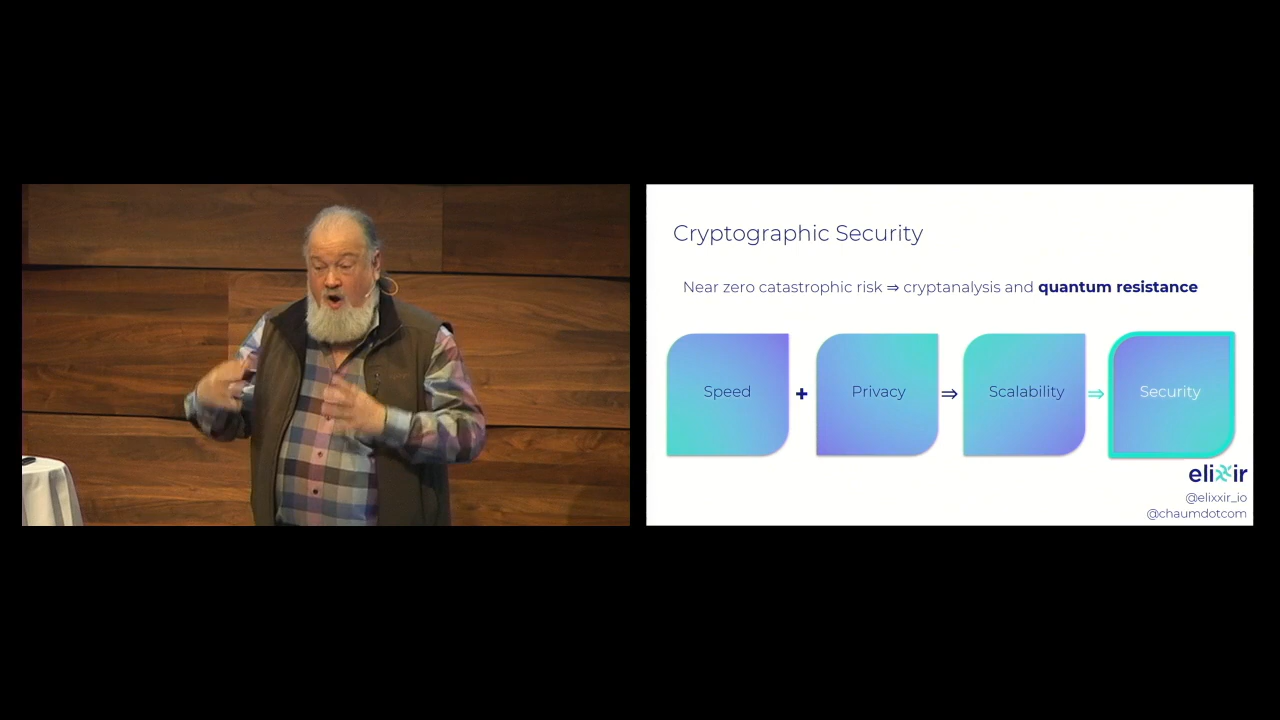 Cryptographic Security
Near zero catastrophic risk ⇒ cryptanalysis and quantum resistance
Speed + Privacy ⇒ Scalability ⇒ Security
elixxir
@elixxir_io
@chaumdotcom